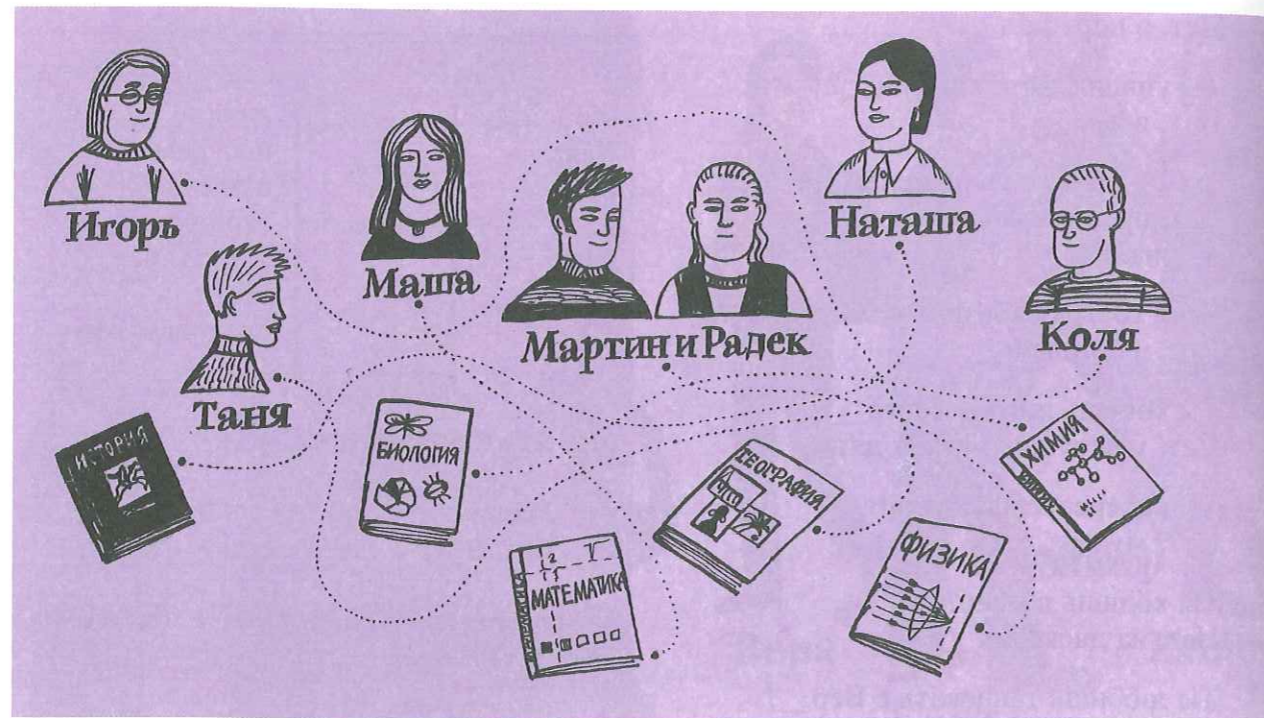 Игорь
Маша
Наташа
Мартин и Радек
Коля
Таня
ИСТОРИЯ
БИОЛОГИЯ
ГЕОГРАФИЯ
ХИМИЯ
МАТЕМАТИКА
ФИЗИКА